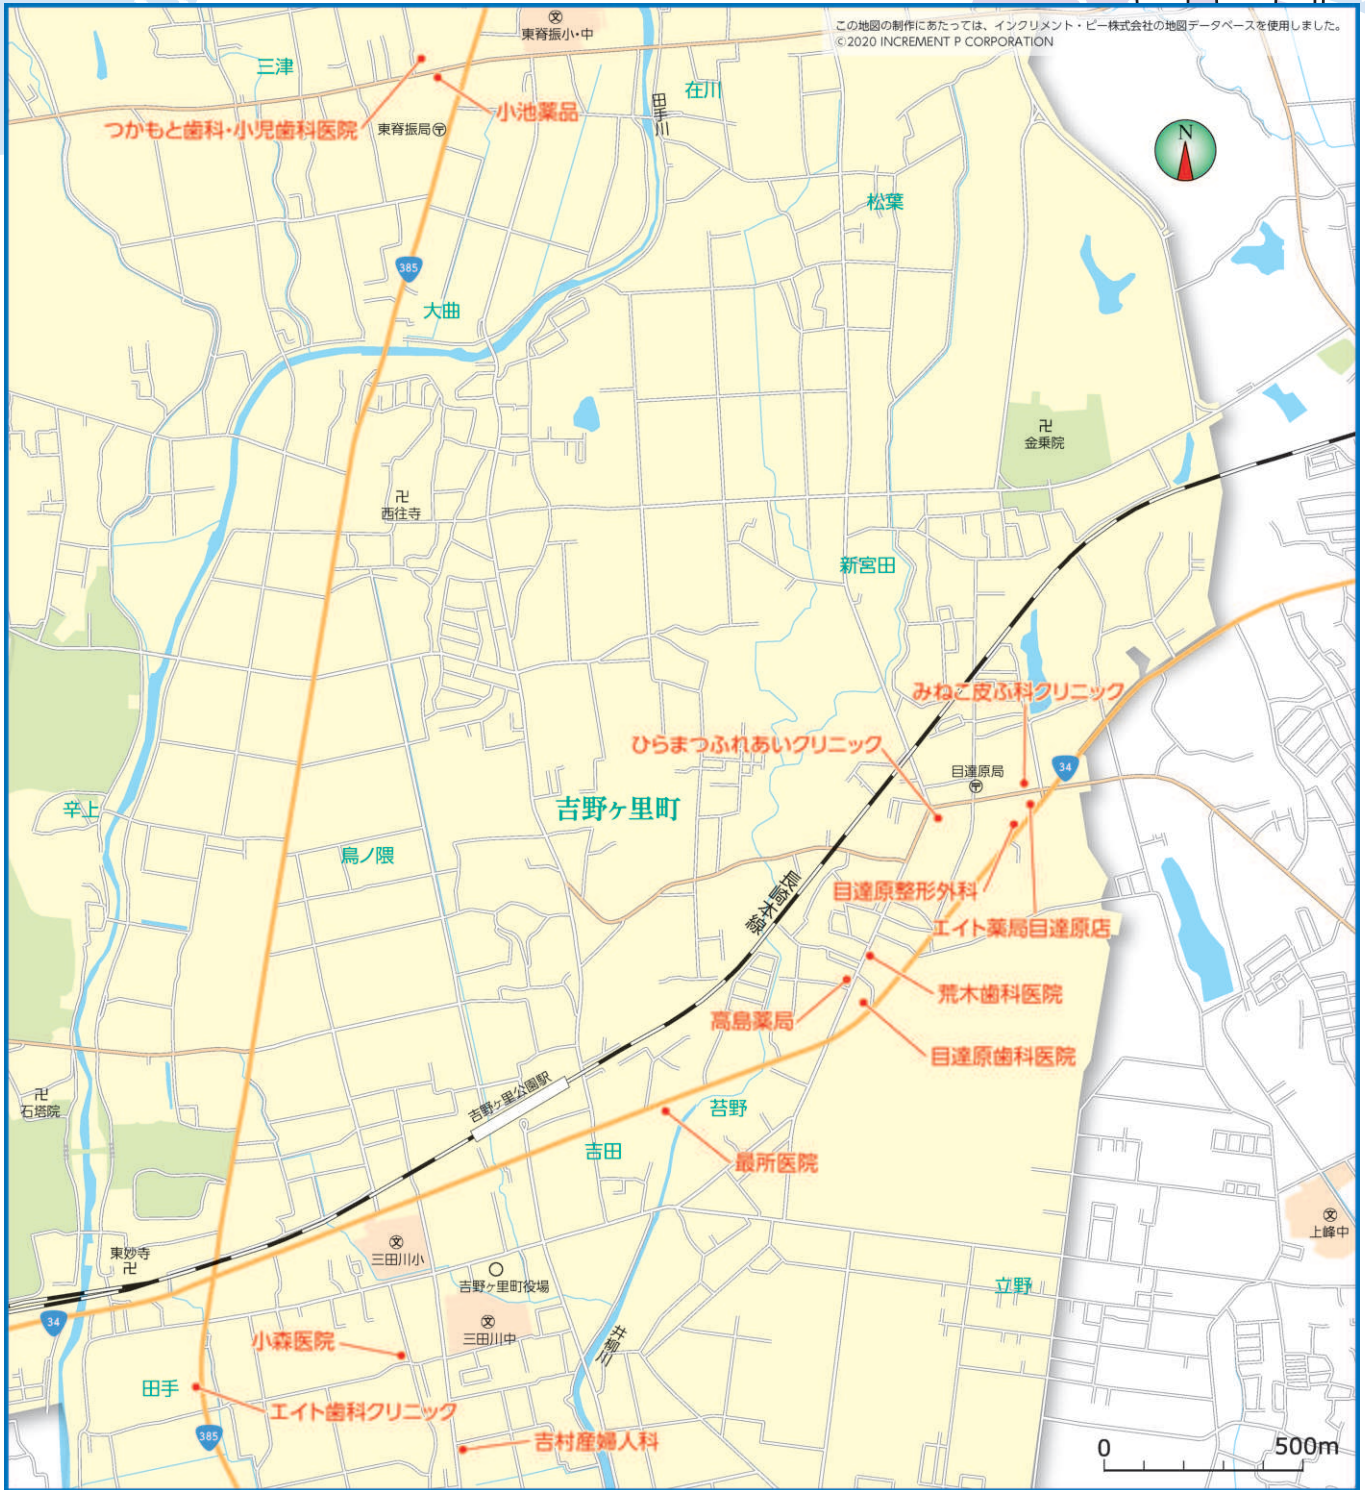 この地図の制作にあたっては、インクリメント・ピー株式会社の地図データベースを使用しました。
©2020 INCREMENT P CORPORATION
東脊振小・中
三津
在川
小池薬品
田手川
つかもと歯科・小児歯科医院
東脊振局
N
松葉
385
大曲
金乗院
西往寺
新宮田
みねこ皮ふ科クリニック
ひらまつふれあいクリニック
34
目達原局
吉野ヶ里町
辛上
鳥ノ隈
長崎本線
目達原整形外科
エイト薬局目達原店
荒木歯科医院
高島薬局
目達原歯科医院
吉野ヶ里公園駅
石塔院
苔野
吉田
最所医院
上峰中
東妙寺
三田川小
吉野ヶ里町役場
立野
34
三田川中
小森医院
井柳川
田手
エイト歯科クリニック
385
吉村産婦人科
0 500m